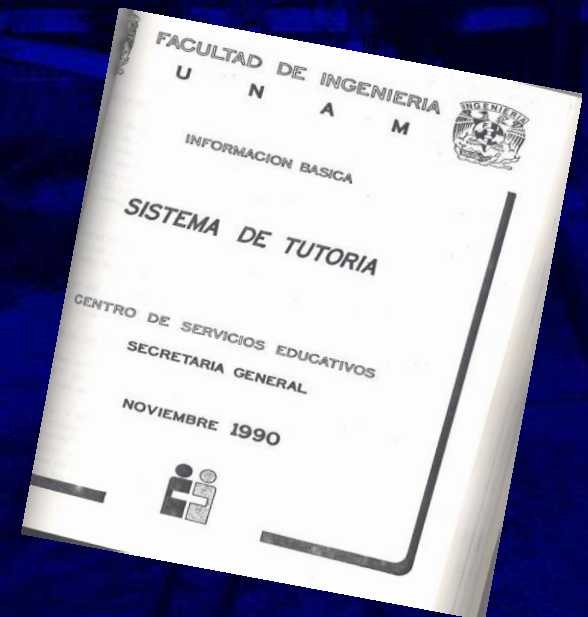 FACULTAD DE INGENIERIA
U N A M
INGENIERIA
INFORMACION BASICA
SISTEMA DE TUTORIA
CENTRO DE SERVICIOS EDUCATIVOS
SECRETARIA GENERAL
NOVIEMBRE 1990